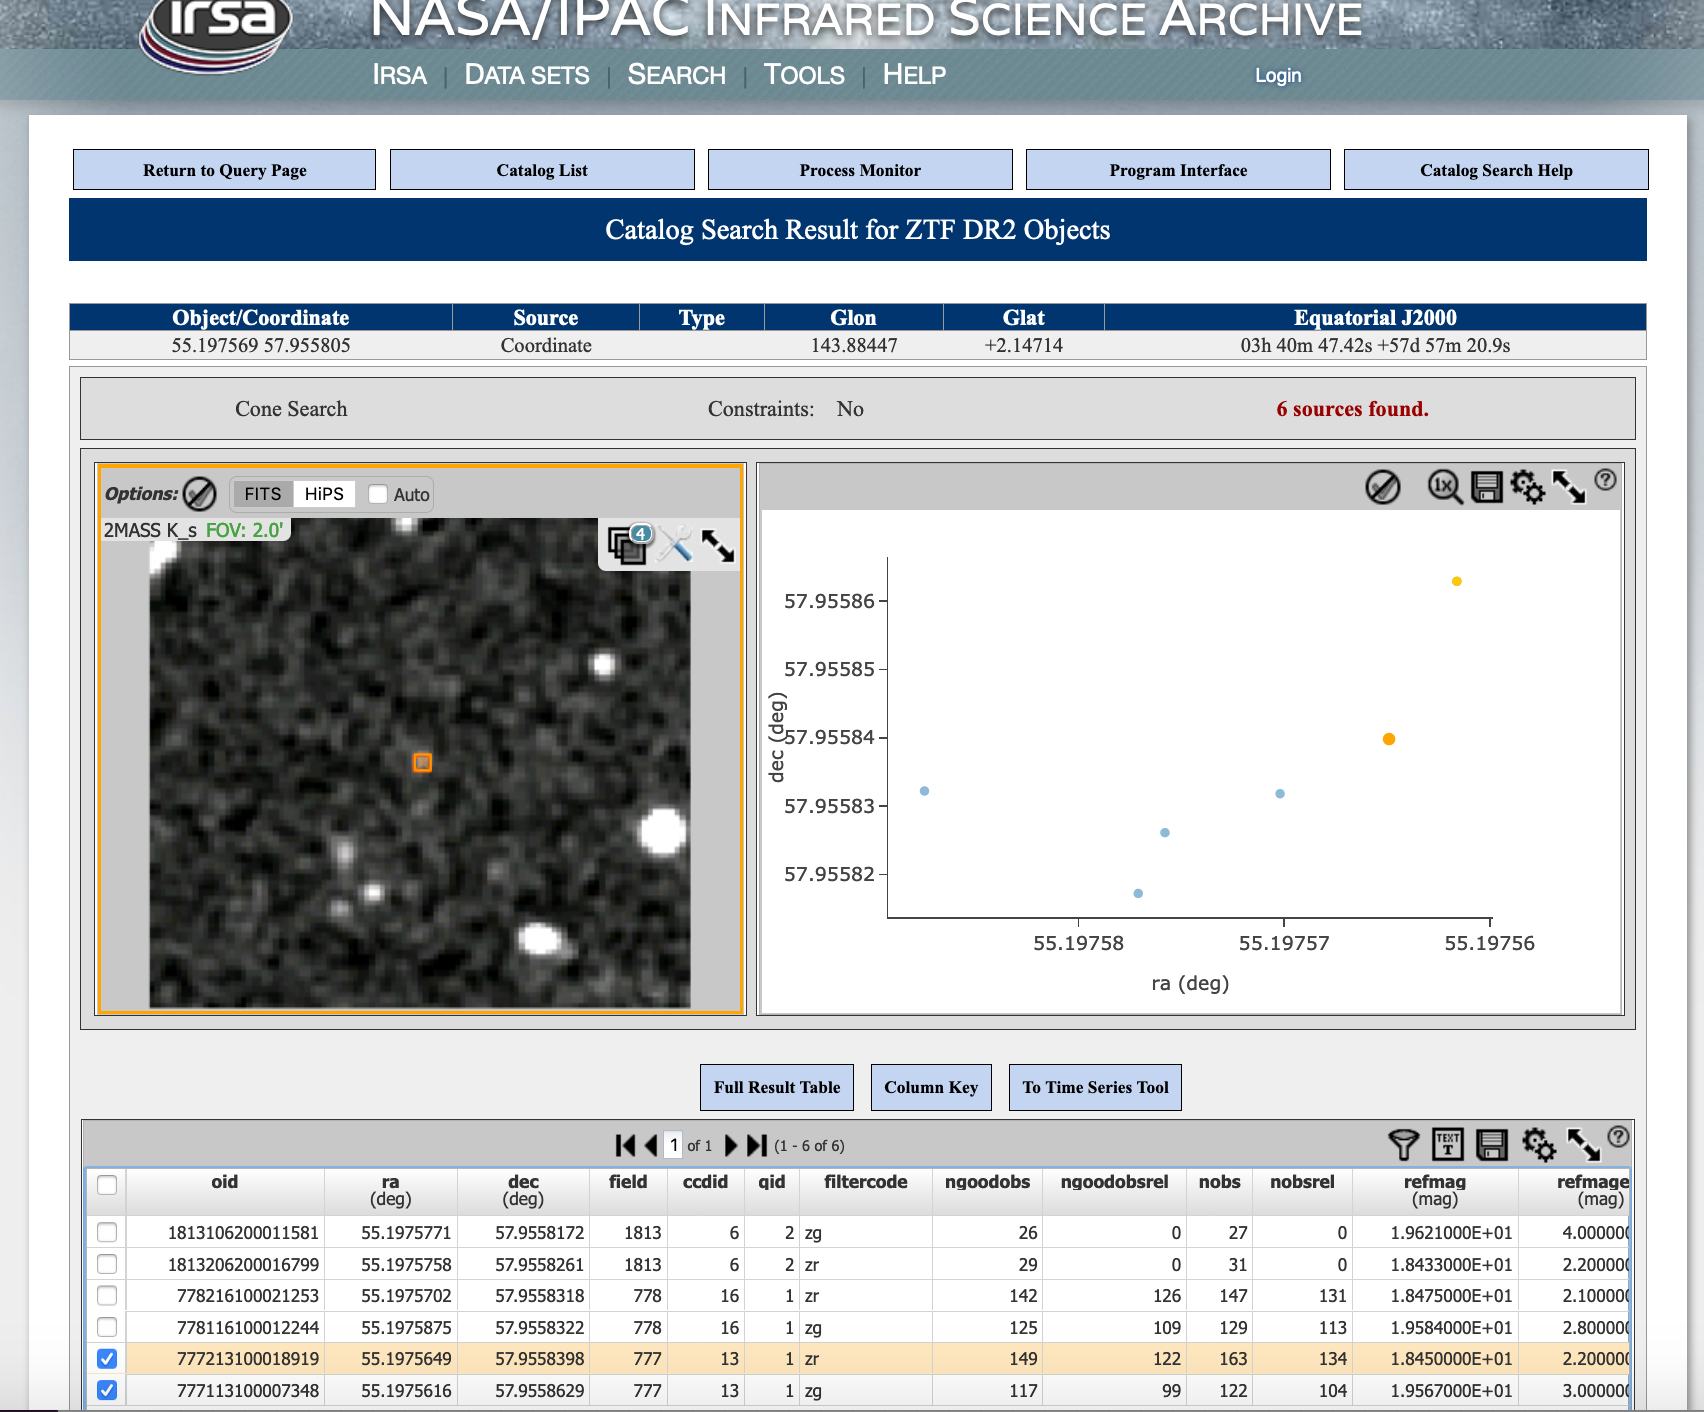 irsa
NASA/IPAC INFRARED SCIENCE ARCHIVE
IRSA | DATA SETS | SEARCH | TOOLS | HELP
Login
Return to Query Page
Catalog List
Process Monitor
Program Interface
Catalog Search Help
Catalog Search Result for ZTF DR2 Objects
Object/Coordinate Source Type Glon Glat Equatorial J2000
55.197569 57.955805 Coordinate 143.88447 +2.14714 03h 40m 47.42s +57d 57m 20.9s
Cone Search Constraints: No 6 sources found.
Options: FITS HiPS Auto
2MASS K_s FOV: 2.0'
4
1x
?
57.95586
57.95585
57.95584
57.95583
57.95582
dec (deg)
55.19758 55.19757 55.19756
ra (deg)
Full Result Table
Column Key
To Time Series Tool
1 of 1 (1 - 6 of 6)
TEXT
T
?
oid ra dec field ccdid qid filtercode ngoodobs ngoodobsrel nobs nobsrel refmag refmage
(deg) (deg) (mag) (mag)
1813106200011581 55.1975771 57.9558172 1813 6 2 zg 26 0 27 0 1.9621000E+01 4.000000
1813206200016799 55.1975758 57.9558261 1813 6 2 zr 29 0 31 0 1.8433000E+01 2.200000
778216100021253 55.1975702 57.9558318 778 16 1 zr 142 126 147 131 1.8475000E+01 2.100000
778116100012244 55.1975875 57.9558322 778 16 1 zg 125 109 129 113 1.9584000E+01 2.800000
777213100018919 55.1975649 57.9558398 777 13 1 zr 149 122 163 134 1.8450000E+01 2.200000
777113100007348 55.1975616 57.9558629 777 13 1 zg 117 99 122 104 1.9567000E+01 3.000000